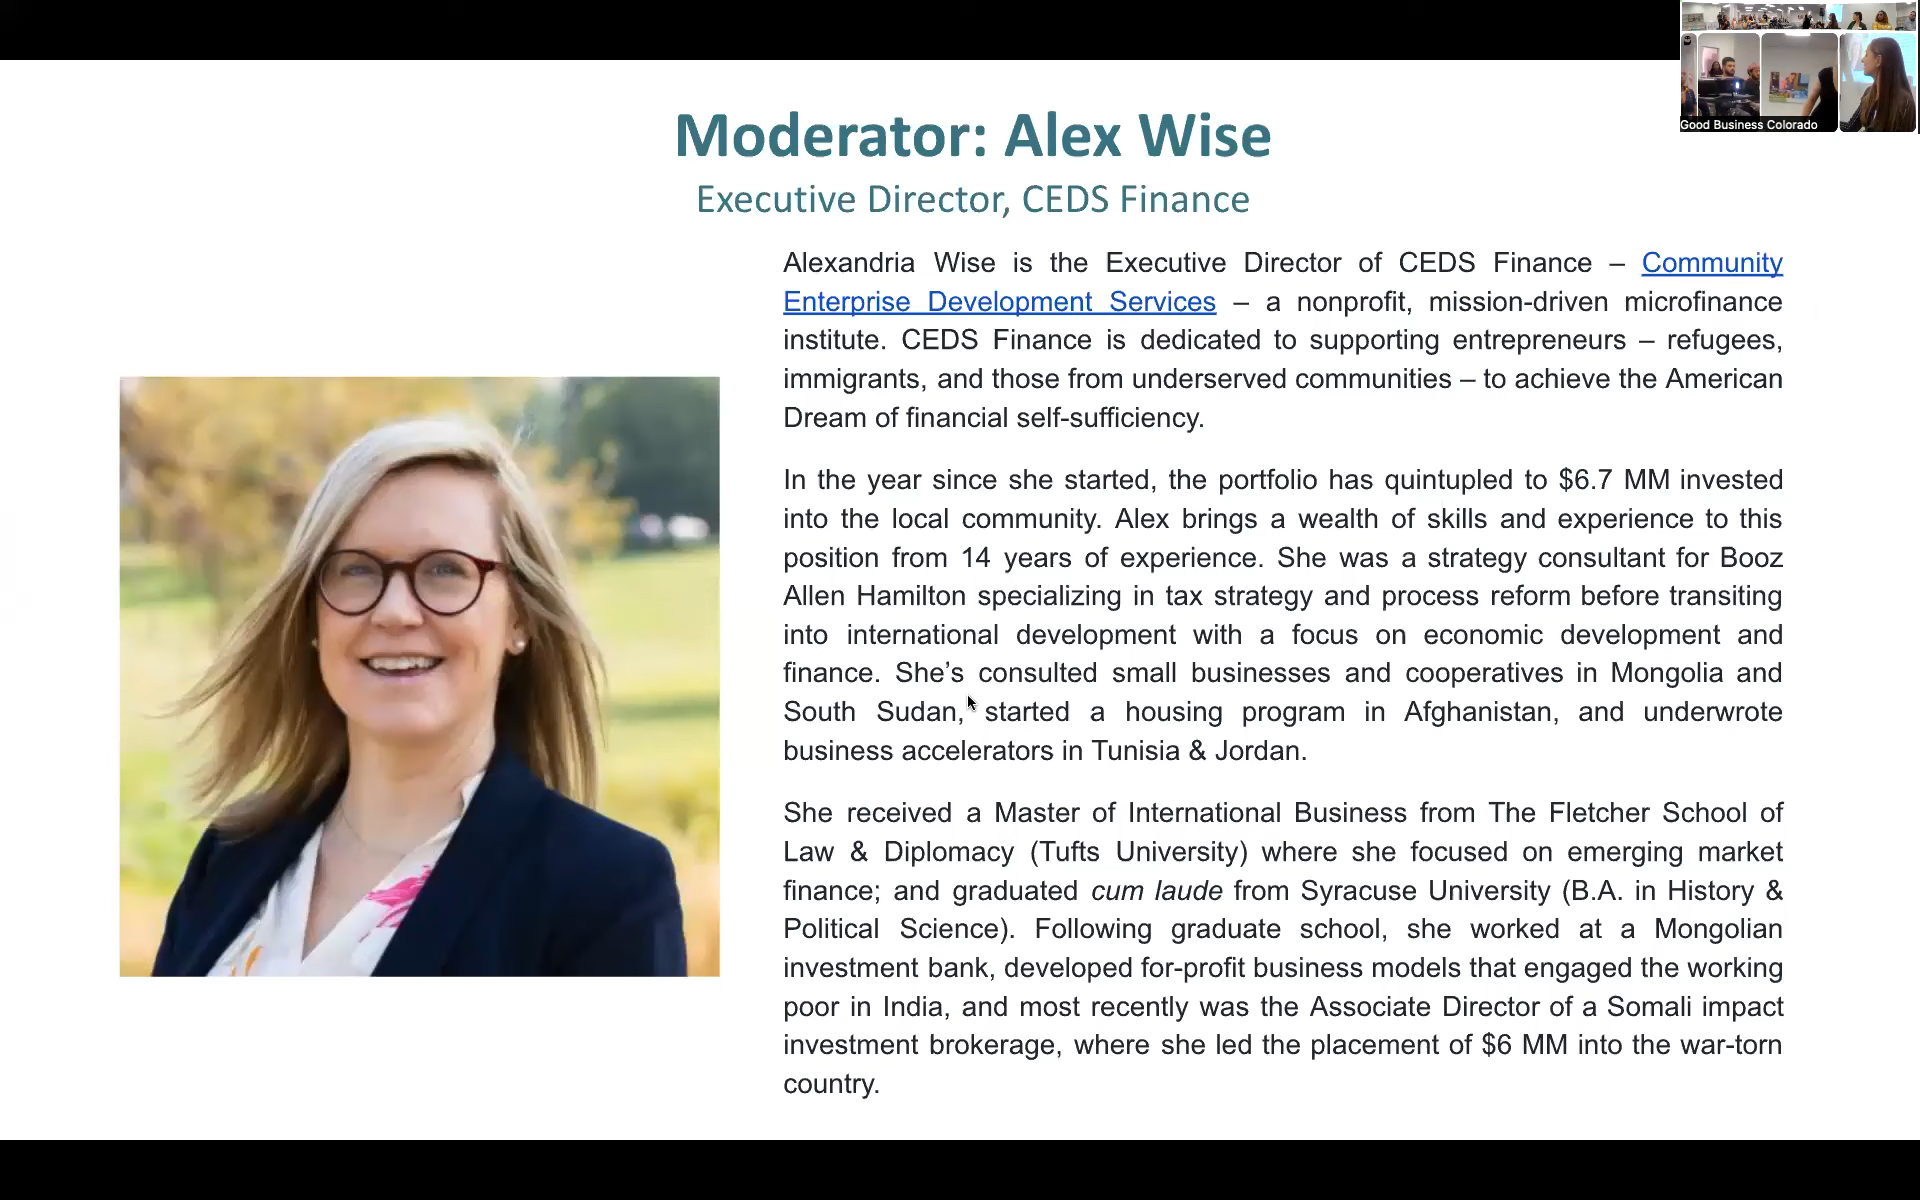 Good Business Colorado
Moderator: Alex Wise
Executive Director, CEDS Finance
Alexandria Wise is the Executive Director of CEDS Finance – Community
Enterprise Development Services – a nonprofit, mission-driven microfinance
institute. CEDS Finance is dedicated to supporting entrepreneurs – refugees,
immigrants, and those from underserved communities – to achieve the American
Dream of financial self-sufficiency.
In the year since she started, the portfolio has quintupled to $6.7 MM invested
into the local community. Alex brings a wealth of skills and experience to this
position from 14 years of experience. She was a strategy consultant for Booz
Allen Hamilton specializing in tax strategy and process reform before transiting
into international development with a focus on economic development and
finance. She’s consulted small businesses and cooperatives in Mongolia and
South Sudan, started a housing program in Afghanistan, and underwrote
business accelerators in Tunisia & Jordan.
She received a Master of International Business from The Fletcher School of
Law & Diplomacy (Tufts University) where she focused on emerging market
finance; and graduated cum laude from Syracuse University (B.A. in History &
Political Science). Following graduate school, she worked at a Mongolian
investment bank, developed for-profit business models that engaged the working
poor in India, and most recently was the Associate Director of a Somali impact
investment brokerage, where she led the placement of $6 MM into the war-torn
country.